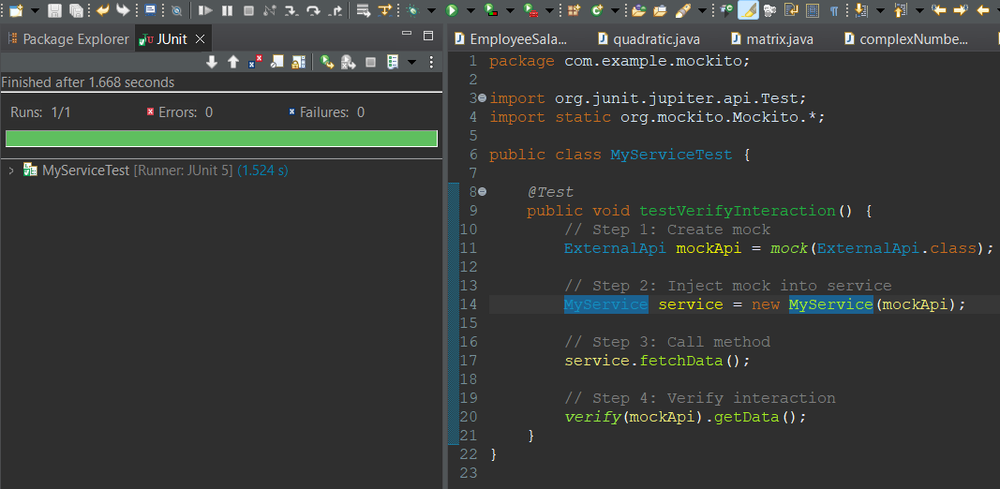 Package Explorer
JUnit
Finished after 1.668 seconds
Runs: 1/1
Errors: 0
Failures: 0
MyServiceTest [Runner: JUnit 5] (1.524 s)
EmployeeSala...
quadratic.java
matrix.java
complexNumbe...
1 package com.example.mockito;
2
3 import org.junit.jupiter.api.Test;
4 import static org.mockito.Mockito.*;
5
6 public class MyServiceTest {
7
8 @Test
9 public void testVerifyInteraction() {
10 // Step 1: Create mock
11 ExternalApi mockApi = mock(ExternalApi.class);
12
13 // Step 2: Inject mock into service
14 MyService service = new MyService(mockApi);
15
16 // Step 3: Call method
17 service.fetchData();
18
19 // Step 4: Verify interaction
20 verify(mockApi).getData();
21 }
22 }
23